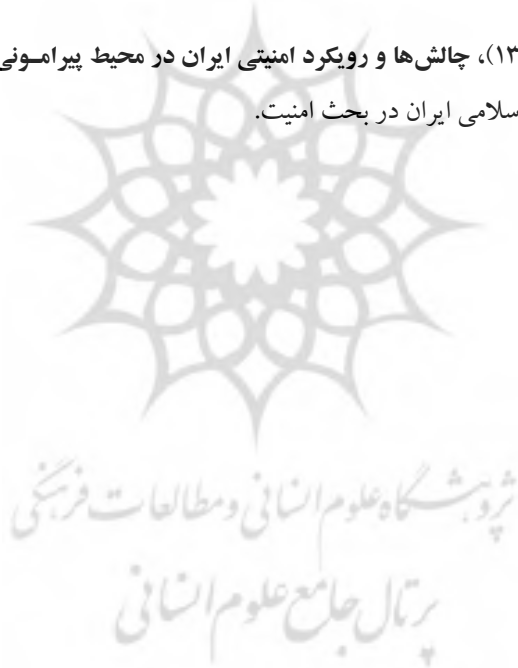 ۱۳)، چالش‌ها و رویکرد امنیتی ایران در محیط پیرامـونی
سلامی ایران در بحث امنیت.
پژوهشگاه علوم انسانی و مطالعات فرهنگی
پرتال جامع علوم انسانی